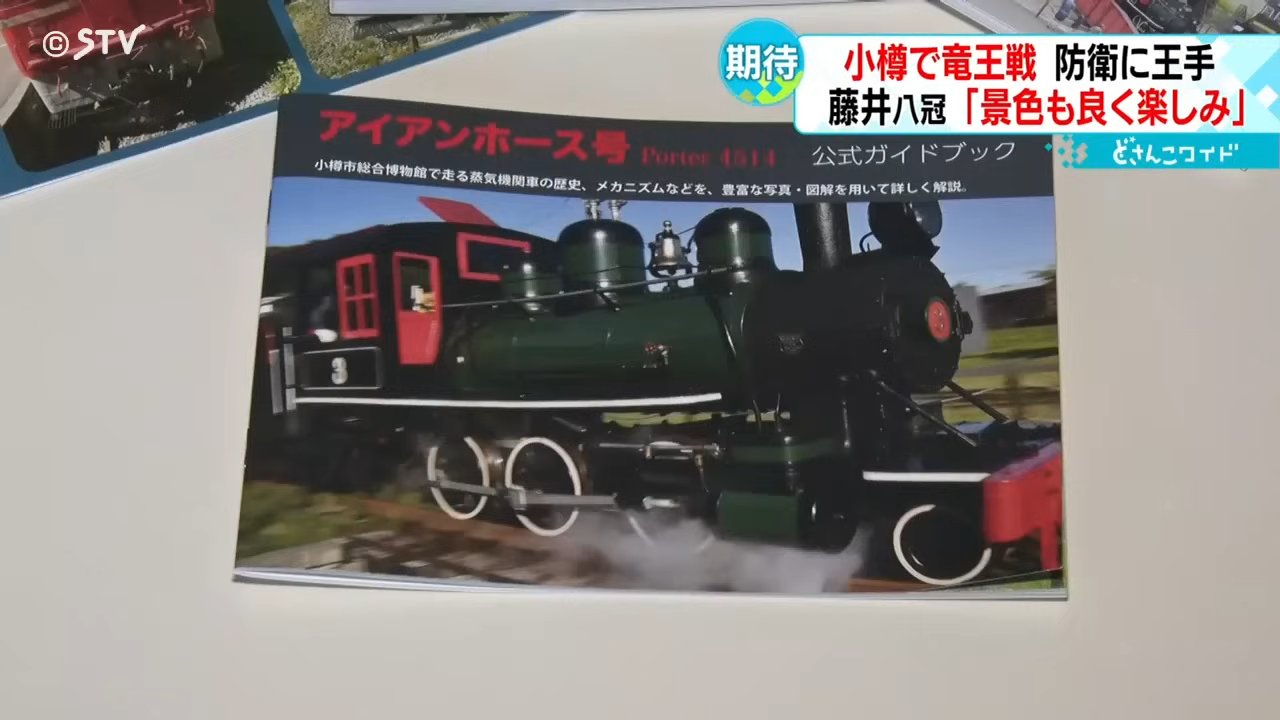 © STV
期待
小樽で竜王戦 防衛に王手
藤井八冠「景色も良く楽しみ」
どさんこワイド
アイアンホース号 Porter 4514 公式ガイドブック
小樽市総合博物館で走る蒸気機関車の歴史、メカニズムなどを、豊富な写真・図解を用いて詳しく解説。
3